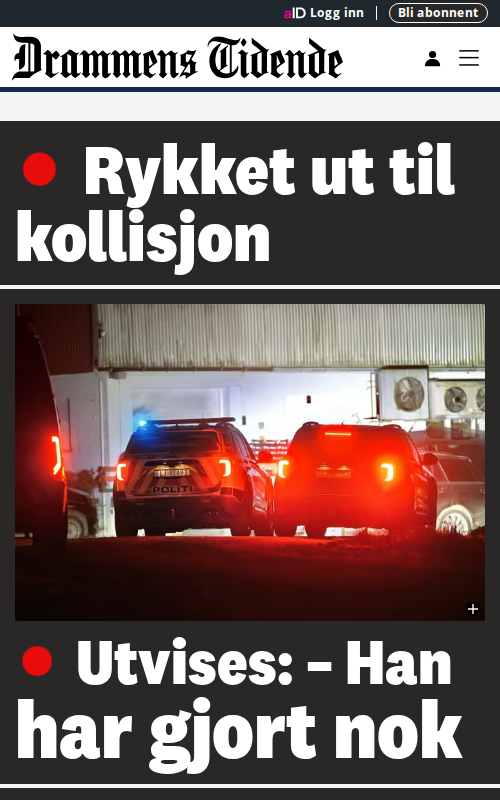 aID Logg inn
Bli abonnent
Drammens Tidende
Rykket ut til
kollisjon
POLITI
Utvises: – Han
har gjort nok